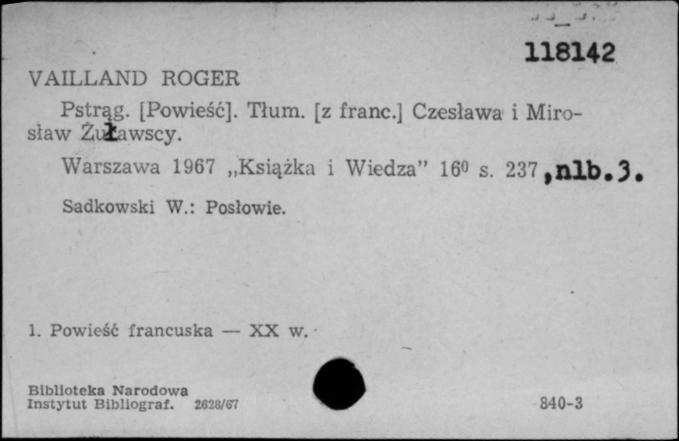 118142
VAILLAND ROGER
Pstrąg. [Powieść]. Tłum. [z franc.] Czesława i Miro-
sław Żuławscy.
Warszawa 1967 „Książka i Wiedza” 16⁰ s. 237, nlb. 3.
Sadkowski W.: Posłowie.
1. Powieść francuska — XX w.
Biblioteka Narodowa
Instytut Bibliograf. 2628/67
840-3